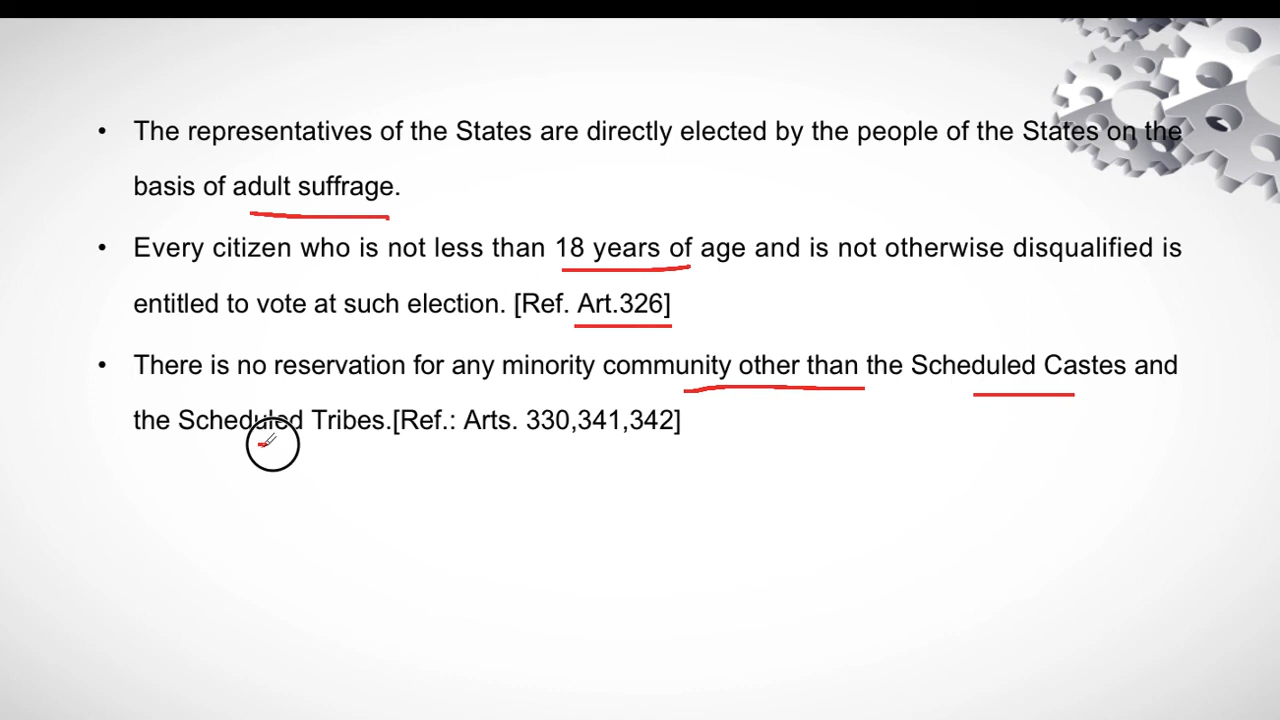 • The representatives of the States are directly elected by the people of the States on the
basis of adult suffrage.
• Every citizen who is not less than 18 years of age and is not otherwise disqualified is
entitled to vote at such election. [Ref. Art.326]
• There is no reservation for any minority community other than the Scheduled Castes and
the Scheduled Tribes.[Ref.: Arts. 330,341,342]